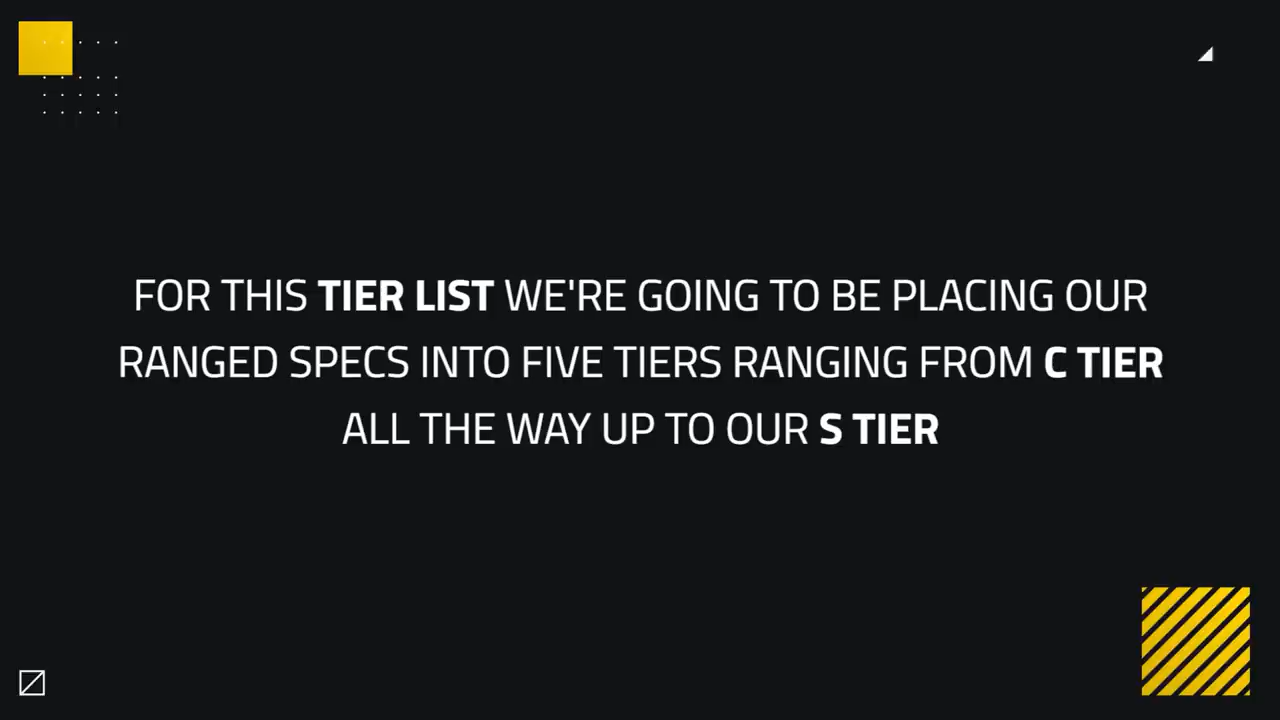 FOR THIS TIER LIST WE'RE GOING TO BE PLACING OUR
RANGED SPECS INTO FIVE TIERS RANGING FROM C TIER
ALL THE WAY UP TO OUR S TIER